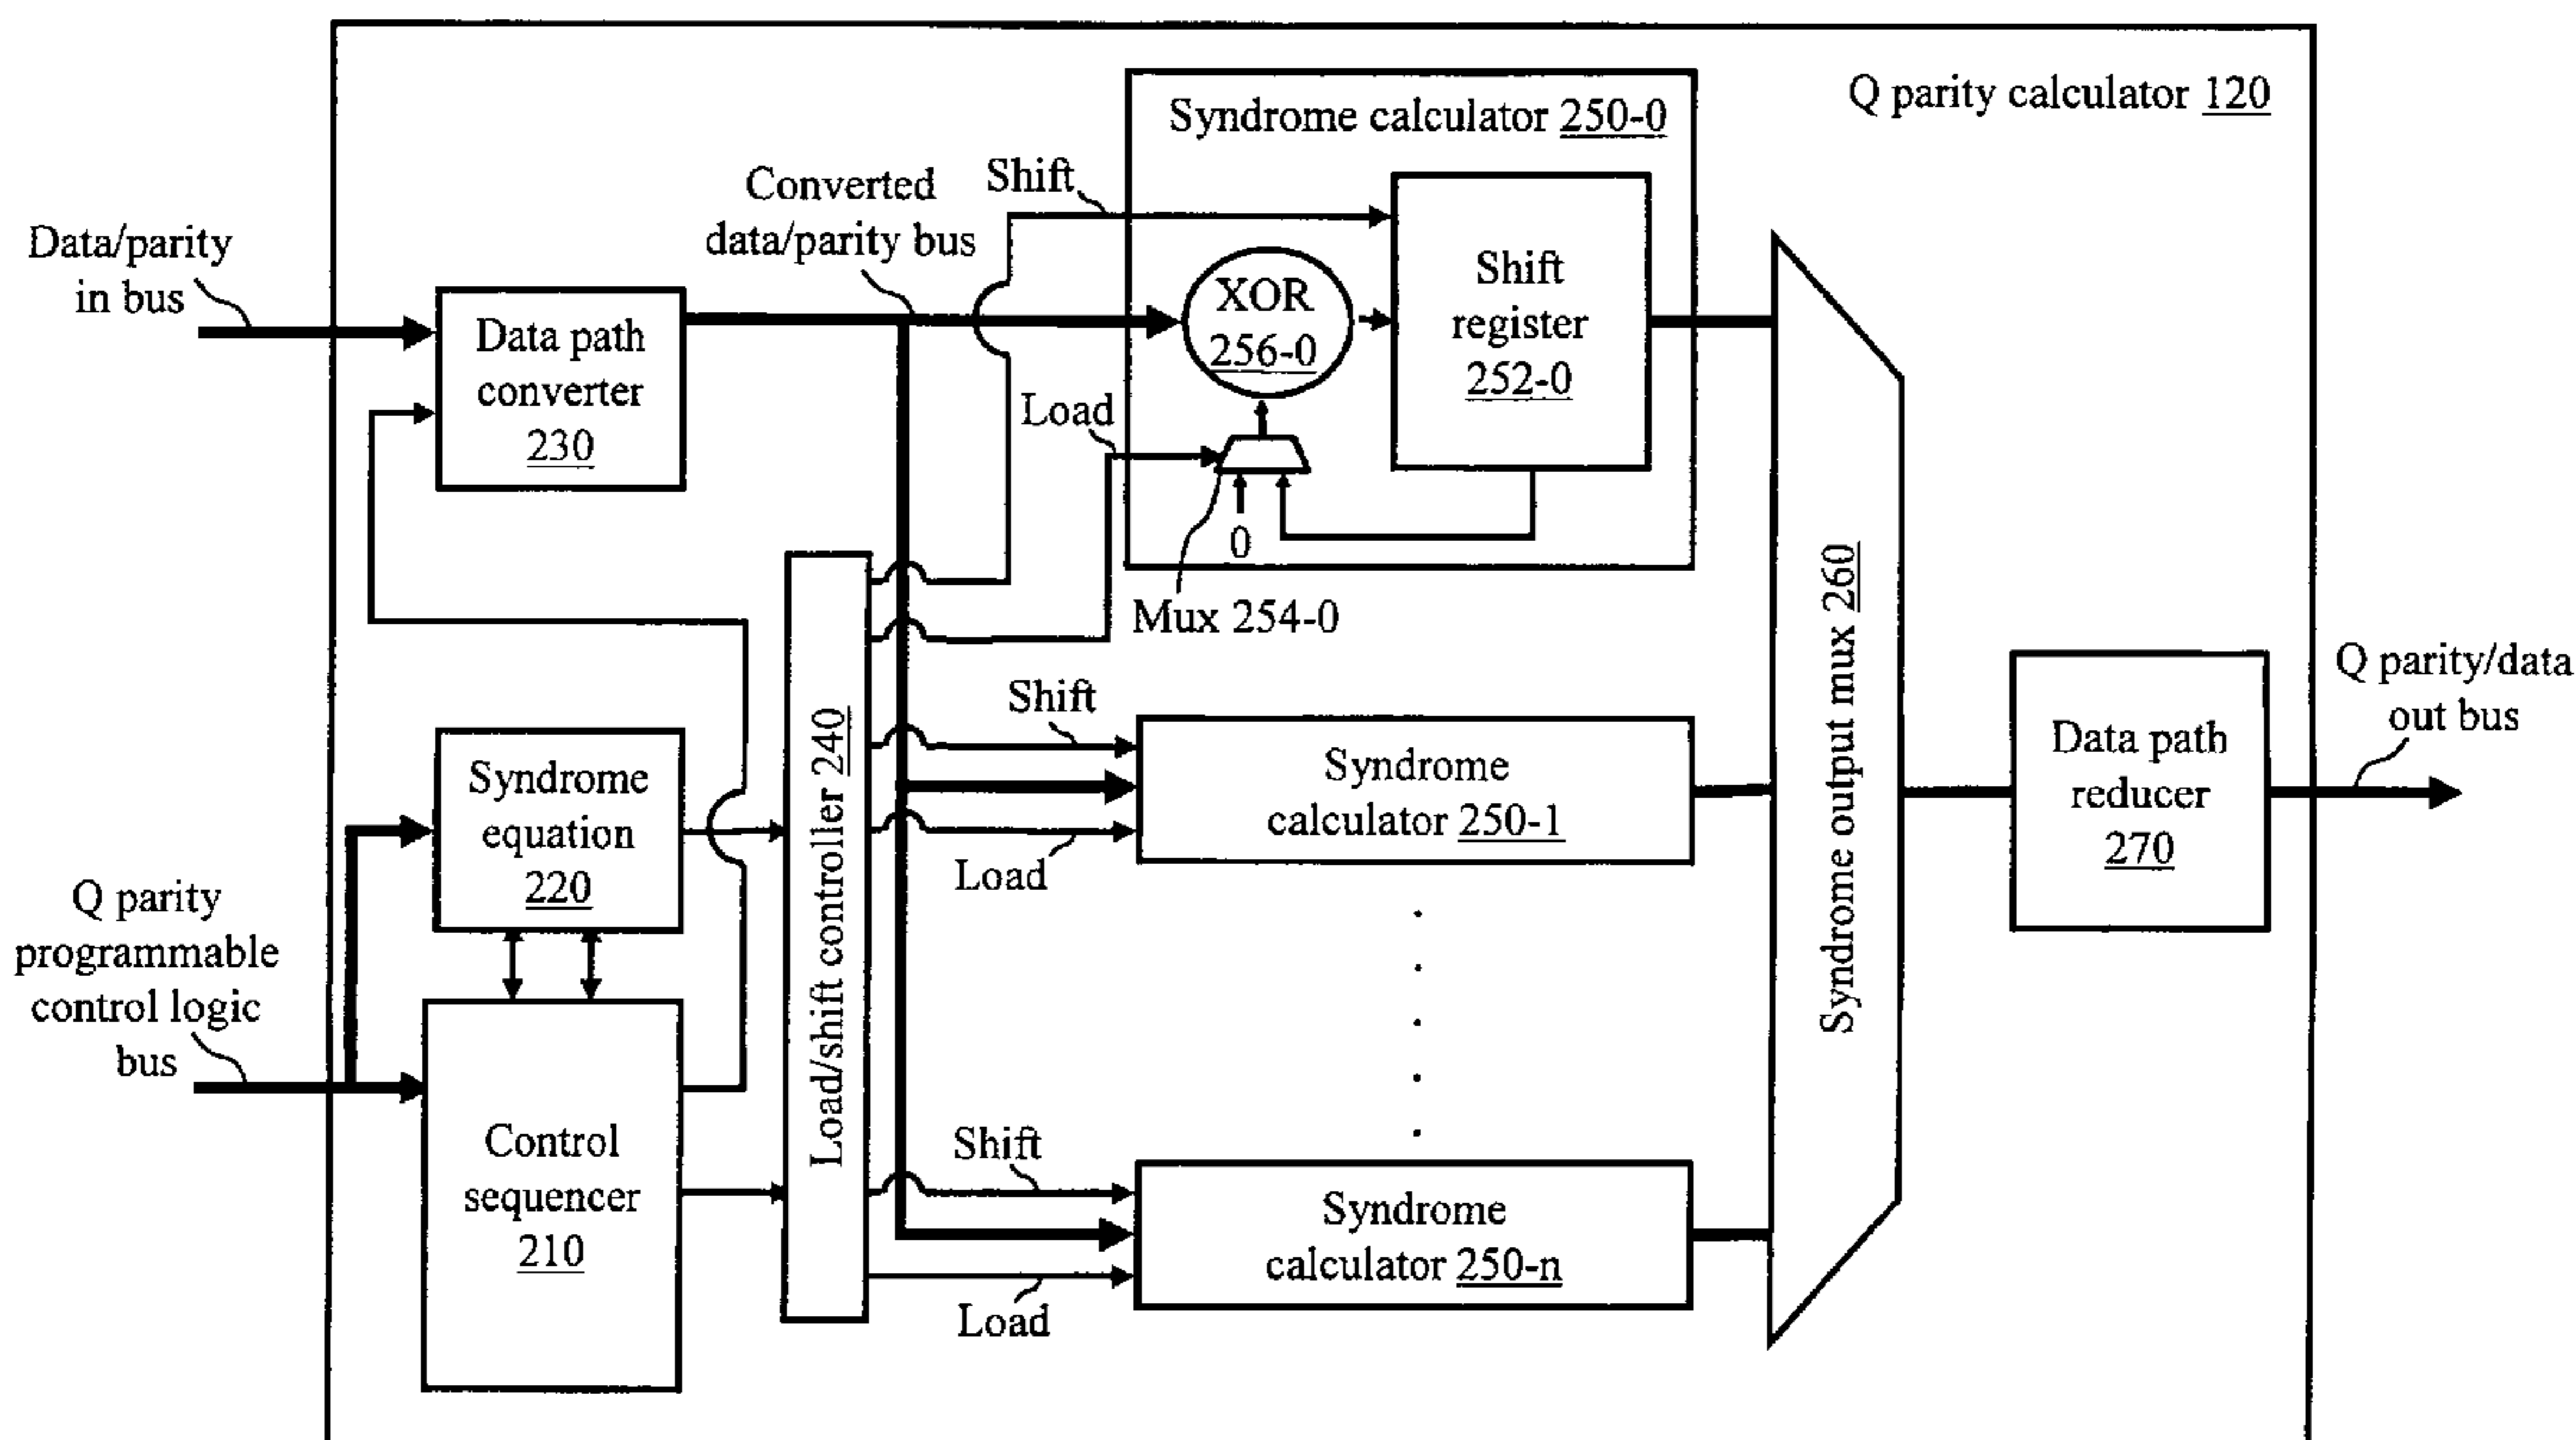 Q parity calculator 120
Syndrome calculator 250-0
Converted
data/parity bus
Shift
Data/parity
in bus
Data path
converter
230
XOR
256-0
Shift
register
252-0
Load
0
Mux 254-0
Syndrome output mux 260
Q parity/data
out bus
Data path
reducer
270
Load/shift controller 240
Shift
Syndrome
calculator 250-1
Load
Syndrome
equation
220
Q parity
programmable
control logic
bus
Control
sequencer
210
Shift
Syndrome
calculator 250-n
Load